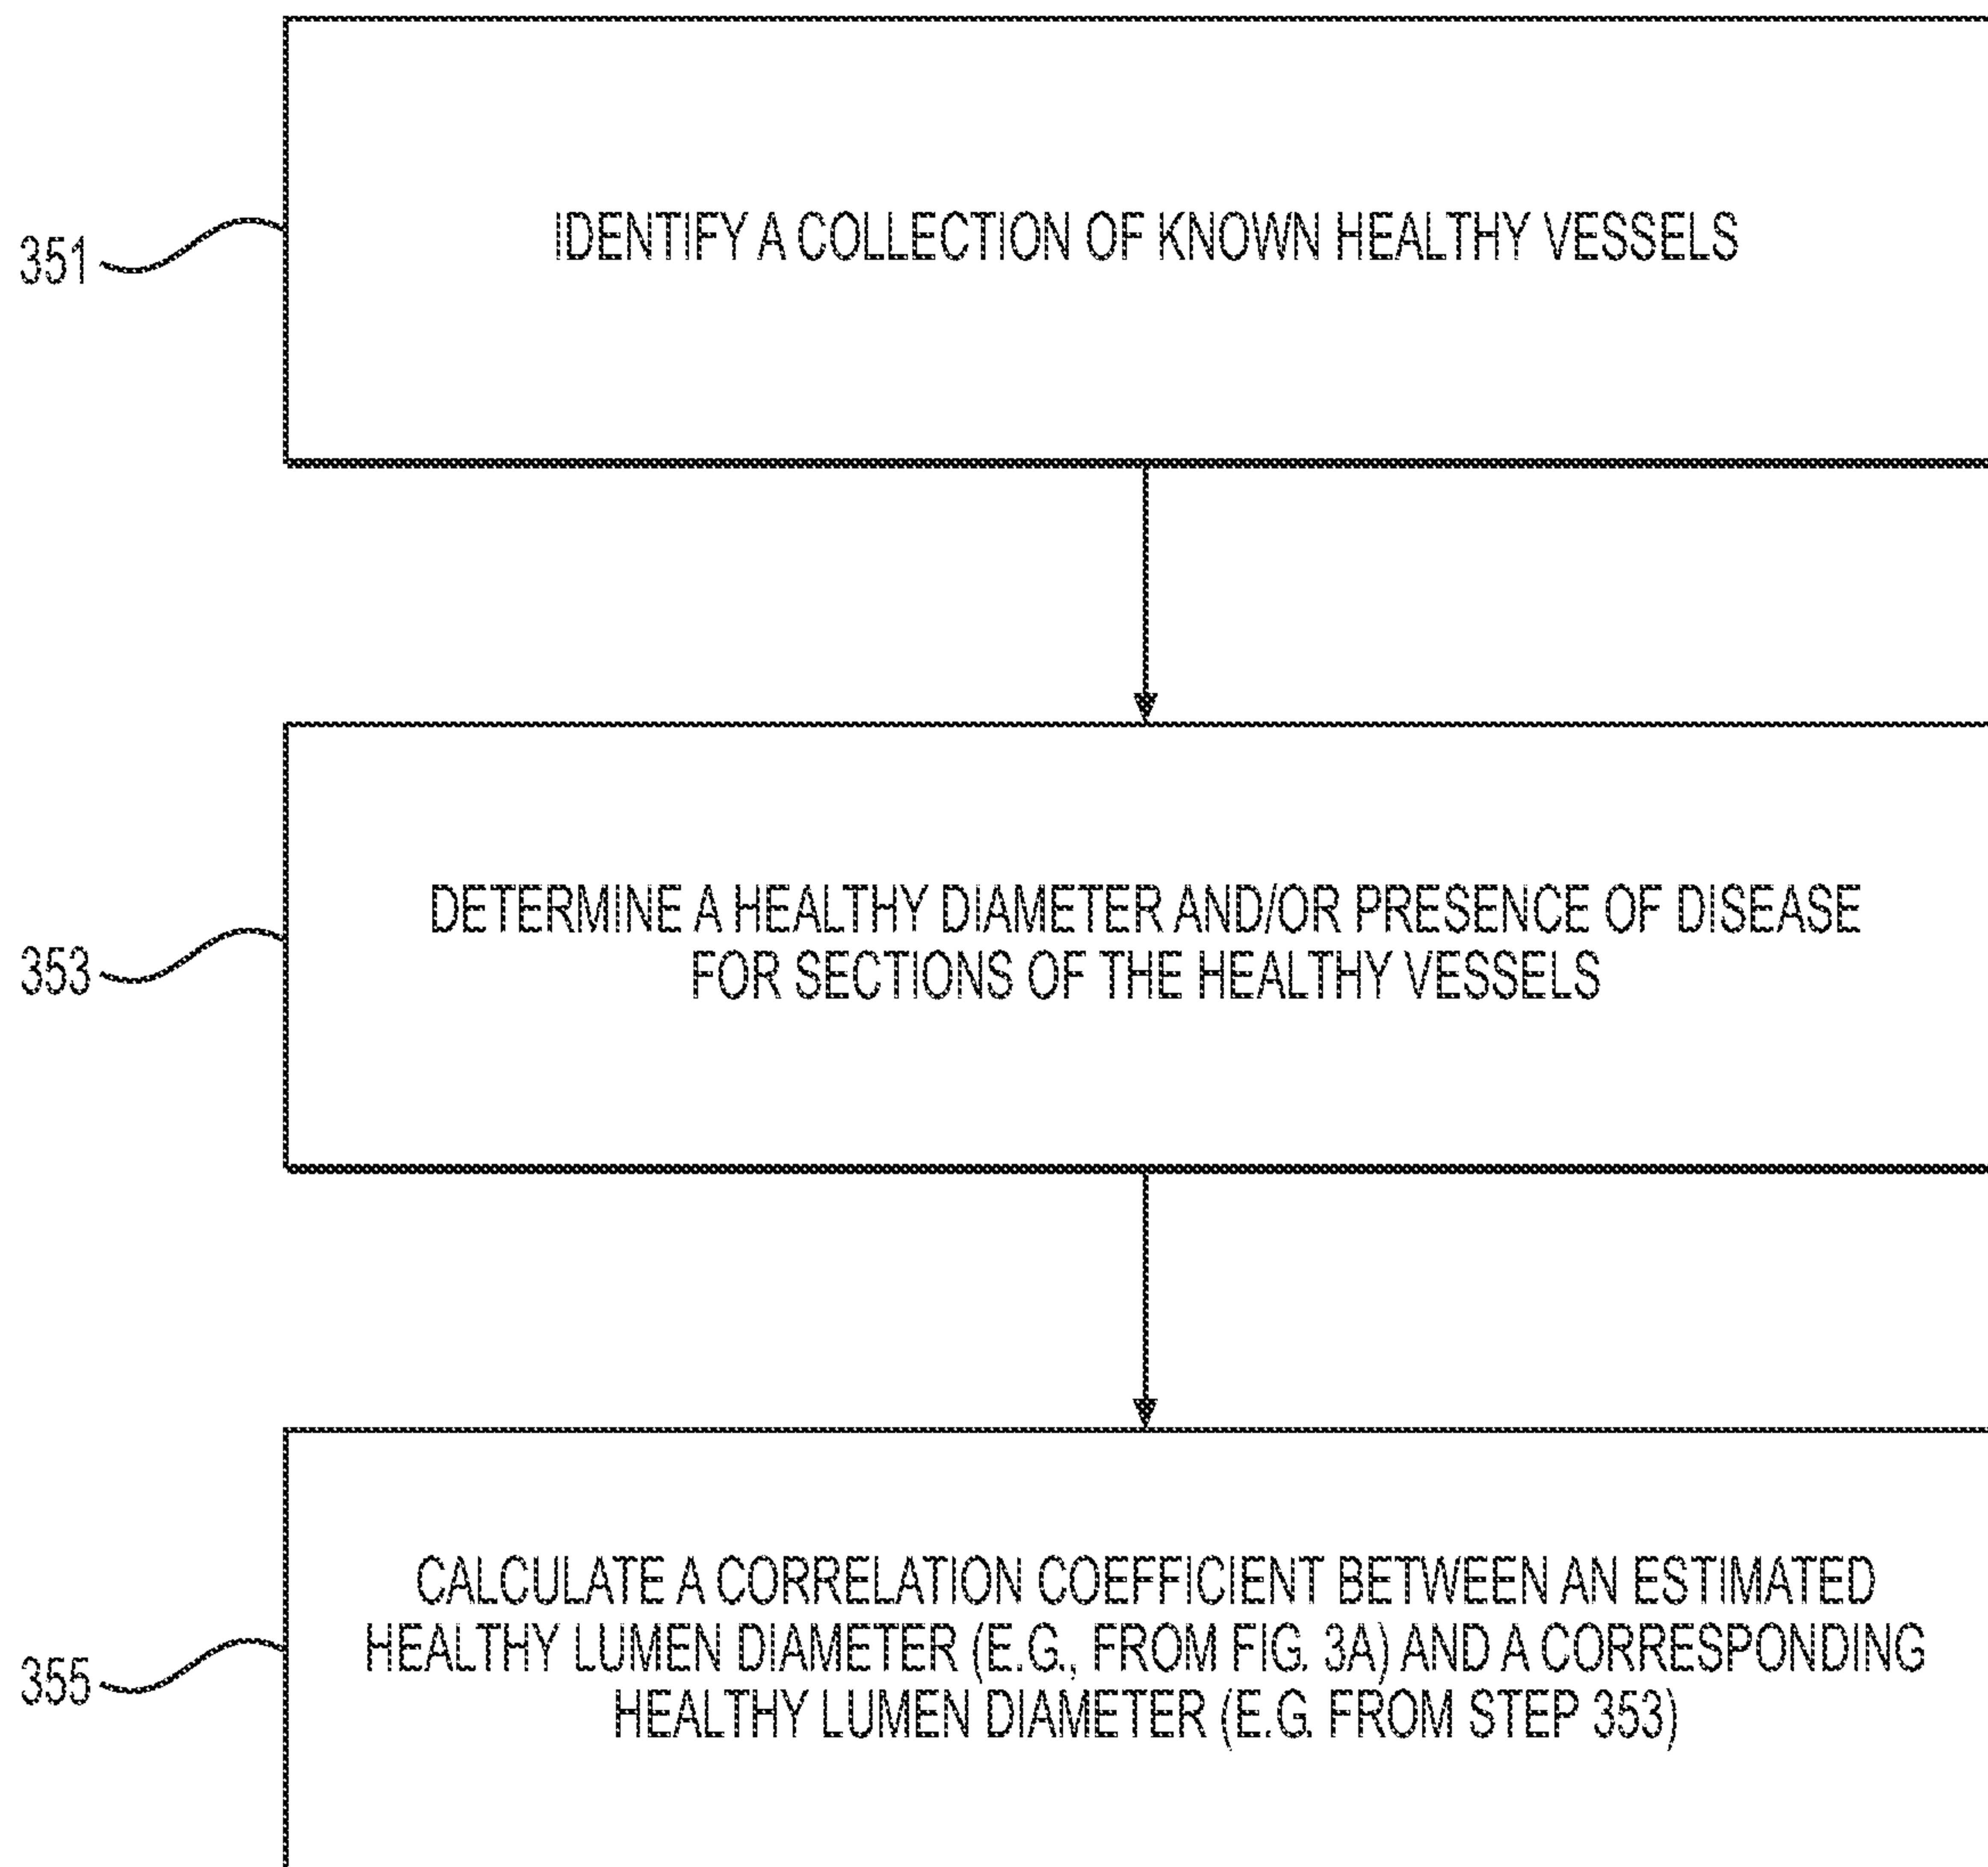 351
IDENTIFY A COLLECTION OF KNOWN HEALTHY VESSELS
353
DETERMINE A HEALTHY DIAMETER AND/OR PRESENCE OF DISEASE
FOR SECTIONS OF THE HEALTHY VESSELS
355
CALCULATE A CORRELATION COEFFICIENT BETWEEN AN ESTIMATED
HEALTHY LUMEN DIAMETER (E.G., FROM FIG. 3A) AND A CORRESPONDING
HEALTHY LUMEN DIAMETER (E.G. FROM STEP 353)